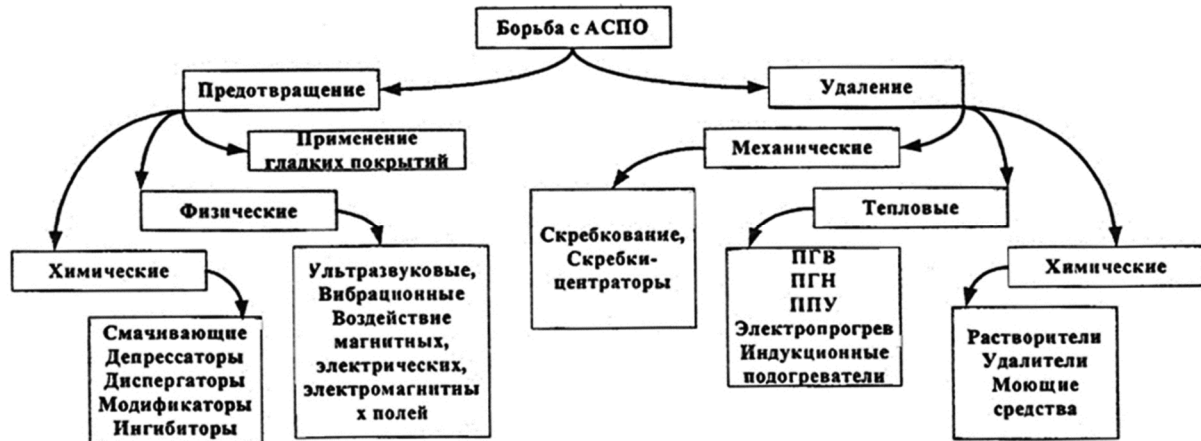 Борьба с АСПО
Предотвращение
Удаление
Применение
гладких покрытий
Механические
Физические
Тепловые
Химические
Химические
Скребкование,
Скребки-
центраторы
Ультразвуковые,
Вибрационные
Воздействие
магнитных,
электрических,
электромагнитны
х полей
ПГВ
ПГН
ППУ
Электропрогрев
Индукционные
подогреватели
Смачивающие
Депрессаторы
Диспергаторы
Модификаторы
Ингибиторы
Растворители
Удалители
Моющие
средства